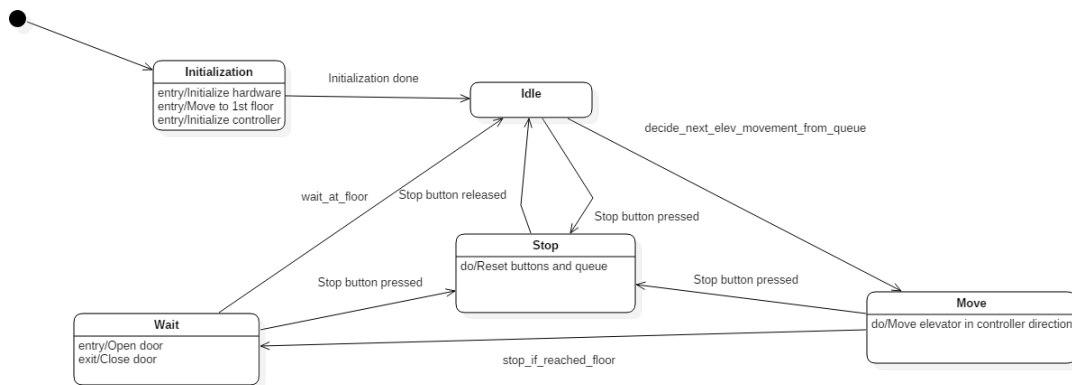 Initialization
entry/Initialize hardware
entry/Move to 1st floor
entry/Initialize controller
Initialization done
Idle
decide_next_elev_movement_from_queue
wait_at_floor
Stop button released
Stop button pressed
Stop
do/Reset buttons and queue
Stop button pressed
Stop button pressed
Move
do/Move elevator in controller direction
Wait
entry/Open door
exit/Close door
stop_if_reached_floor